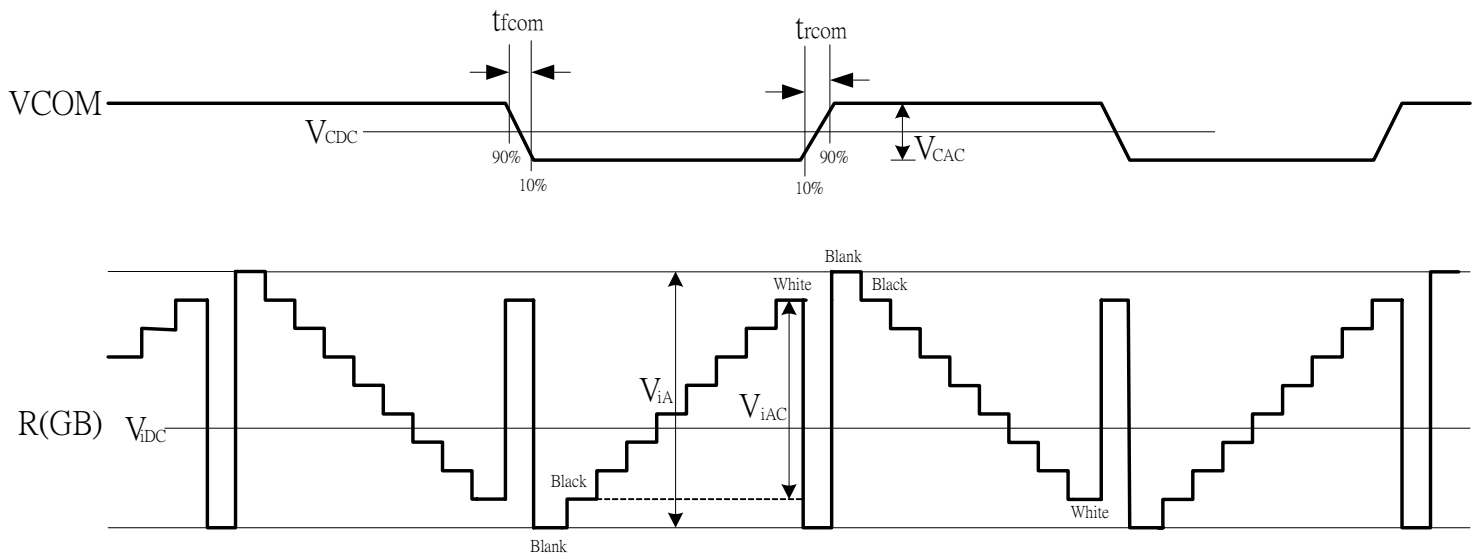 tfcom
trcom
VCOM
VCDC
90%
10%
10%
90%
VCAC
Blank
White
Black
ViA
ViAC
R(GB)
ViDC
Black
White
Blank